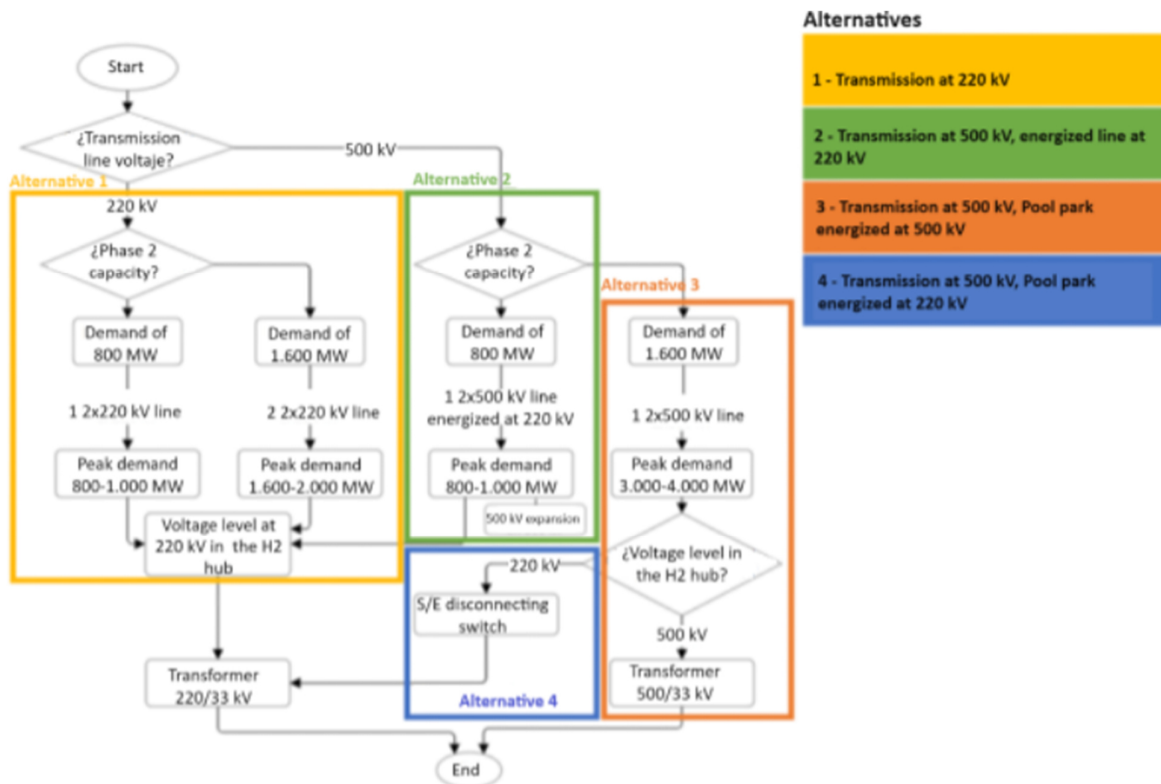 Alternatives
1 - Transmission at 220 kV
2 - Transmission at 500 kV, energized line at
220 kV
3 - Transmission at 500 kV, Pool park
energized at 500 kV
4 - Transmission at 500 kV, Pool park
energized at 220 kV
Start
¿Transmission
line voltaje?
500 kV
Alternative 1
220 kV
¿Phase 2
capacity?
Demand of
800 MW
Demand of
1.600 MW
1 2x220 kV line
2 2x220 kV line
Peak demand
800-1.000 MW
Peak demand
1.600-2.000 MW
Voltage level at
220 kV in the H2
hub
Transformer
220/33 kV
Alternative 2
¿Phase 2
capacity?
Demand of
800 MW
1 2x500 kV line
energized at 220 kV
Peak demand
800-1.000 MW
500 kV expansion
Alternative 3
Demand of
1.600 MW
1 2x500 kV line
Peak demand
3.000-4.000 MW
¿Voltage level in
the H2 hub?
500 kV
Transformer
500/33 kV
220 kV
S/E disconnecting
switch
Alternative 4
End